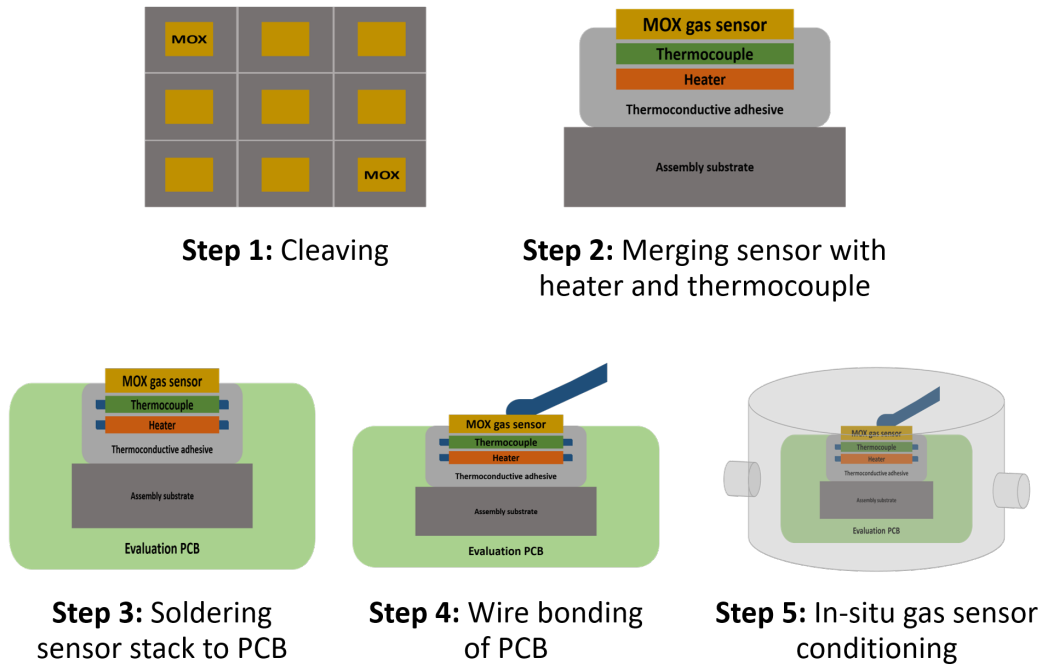 MOX
MOX
Step 1: Cleaving
MOX gas sensor
Thermocouple
Heater
Thermoconductive adhesive
Assembly substrate
Step 2: Merging sensor with
heater and thermocouple
MOX gas sensor
Thermocouple
Heater
Thermoconductive adhesive
Assembly substrate
Evaluation PCB
Step 3: Soldering
sensor stack to PCB
MOX gas sensor
Thermocouple
Heater
Thermoconductive adhesive
Assembly substrate
Evaluation PCB
Step 4: Wire bonding
of PCB
MOX gas sensor
Thermocouple
Heater
Thermoconductive adhesive
Assembly substrate
Evaluation PCB
Step 5: In-situ gas sensor
conditioning